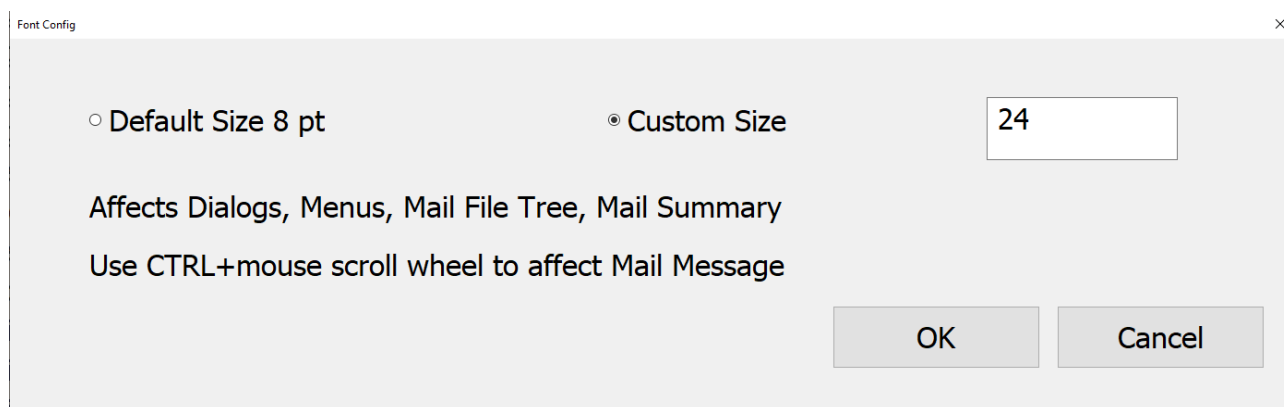 Font Config
Default Size 8 pt Custom Size 24
Affects Dialogs, Menus, Mail File Tree, Mail Summary
Use CTRL+mouse scroll wheel to affect Mail Message
OK Cancel